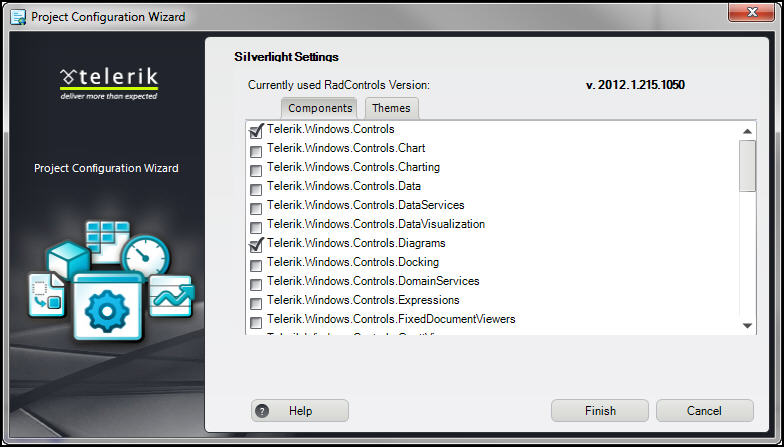 Project Configuration Wizard
telerik
deliver more than expected
Project Configuration Wizard
Silverlight Settings
Currently used RadControls Version: v. 2012.1.215.1050
Components Themes
Telerik.Windows.Controls
Telerik.Windows.Controls.Chart
Telerik.Windows.Controls.Charting
Telerik.Windows.Controls.Data
Telerik.Windows.Controls.DataServices
Telerik.Windows.Controls.DataVisualization
Telerik.Windows.Controls.Diagrams
Telerik.Windows.Controls.Docking
Telerik.Windows.Controls.DomainServices
Telerik.Windows.Controls.Expressions
Telerik.Windows.Controls.FixedDocumentViewers
? Help
Finish Cancel